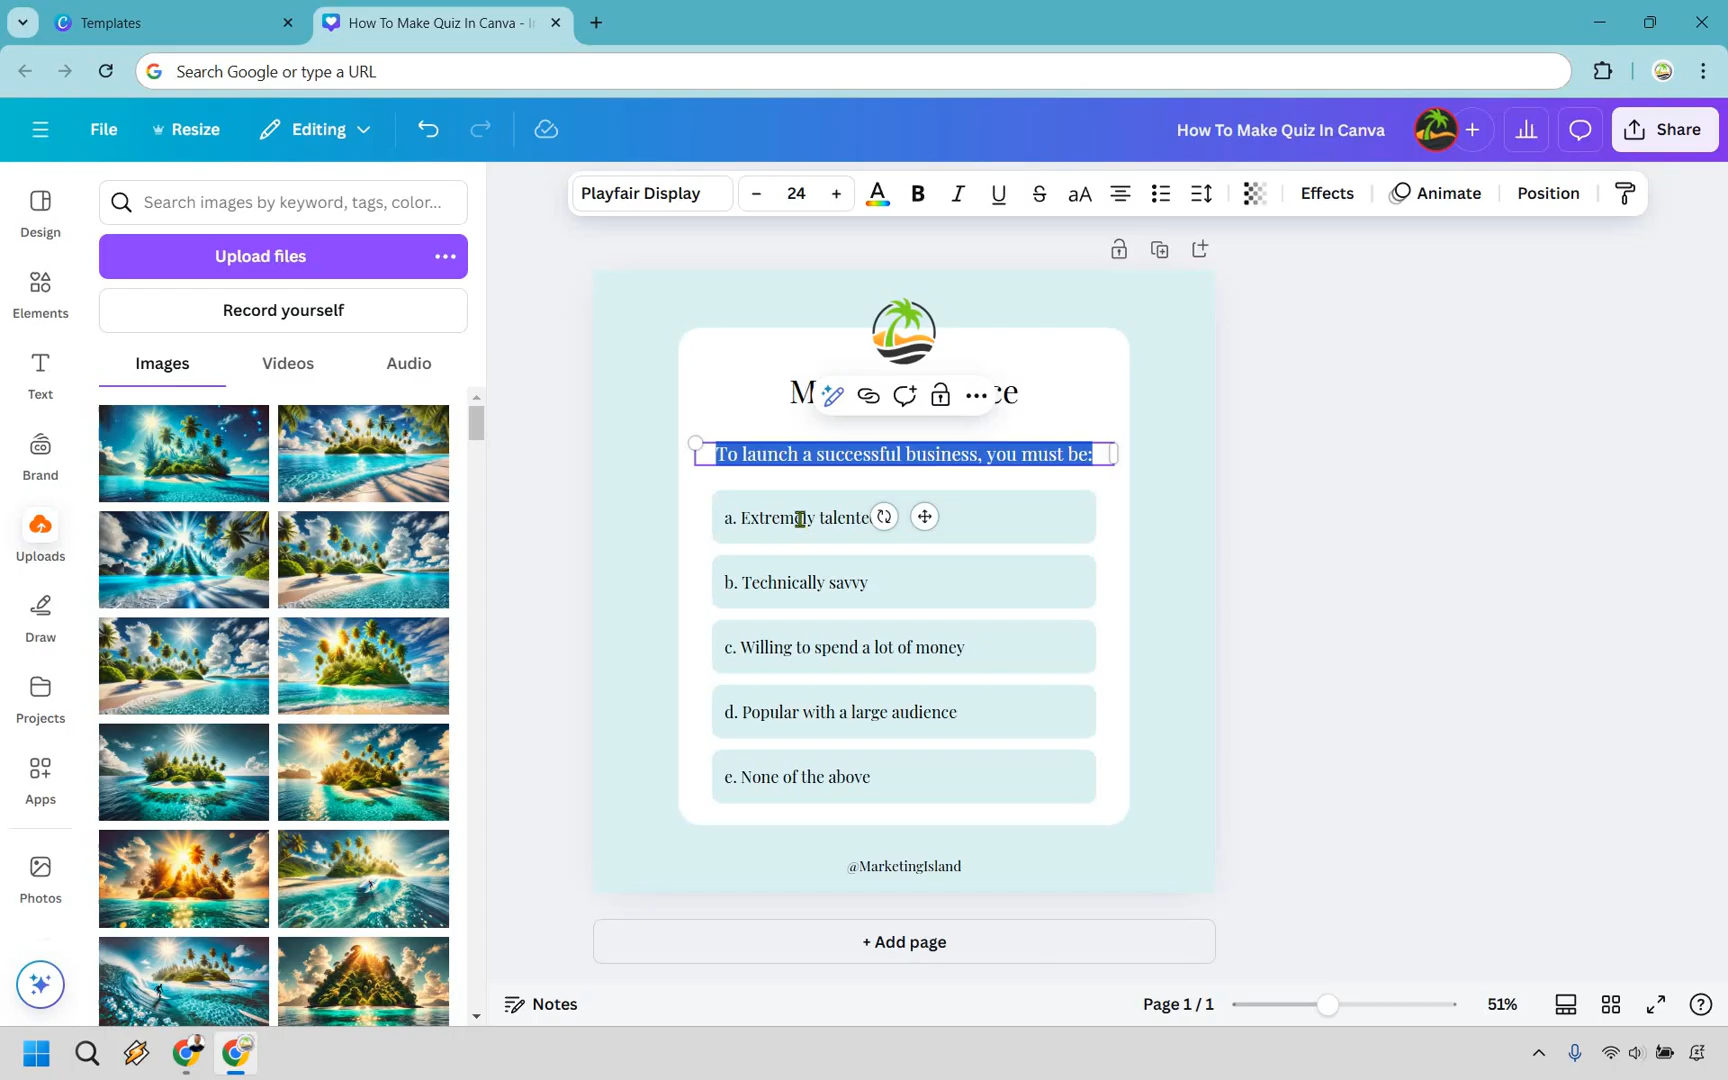 Templates
How To Make Quiz In Canva - I
Search Google or type a URL
File
Resize
Editing
How To Make Quiz In Canva
Share
Playfair Display
24
B
I
U
S
aA
Effects
Animate
Position
Design
Elements
Text
Brand
Uploads
Draw
Projects
Apps
Photos
Search images by keyword, tags, color...
Upload files
Record yourself
Images
Videos
Audio
To launch a successful business, you must be:
a. Extremely
b. Technically savvy
c. Willing to spend a lot of money
d. Popular with a large audience
e. None of the above
@MarketingIsland
+ Add page
Notes
Page 1 / 1
51%